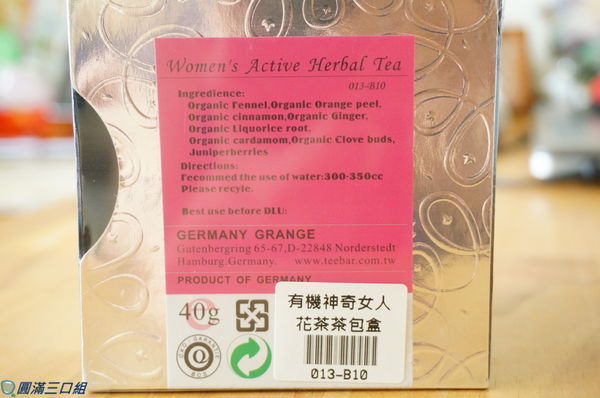 Women's Active Herbal Tea
013-B10
Ingredience:
Organic Fennel,Organic Orange peel,
Organic cinnamon,Organic Ginger,
Organic Liquorice root,
Organic cardamom,Organic Clove buds,
Juniperberries
Directions:
fecommed the use of water:300-350cc
Please recyle.
Best use before DLU:
GERMANY GRANGE
Gutenbergring 65-67,D-22848 Norderstedt
Hamburg.Germany. www.teebar.com.tw
PRODUCT OF GERMANY
40g
有機神奇女人
花茶茶包盒
013-B10
圓滿三口組